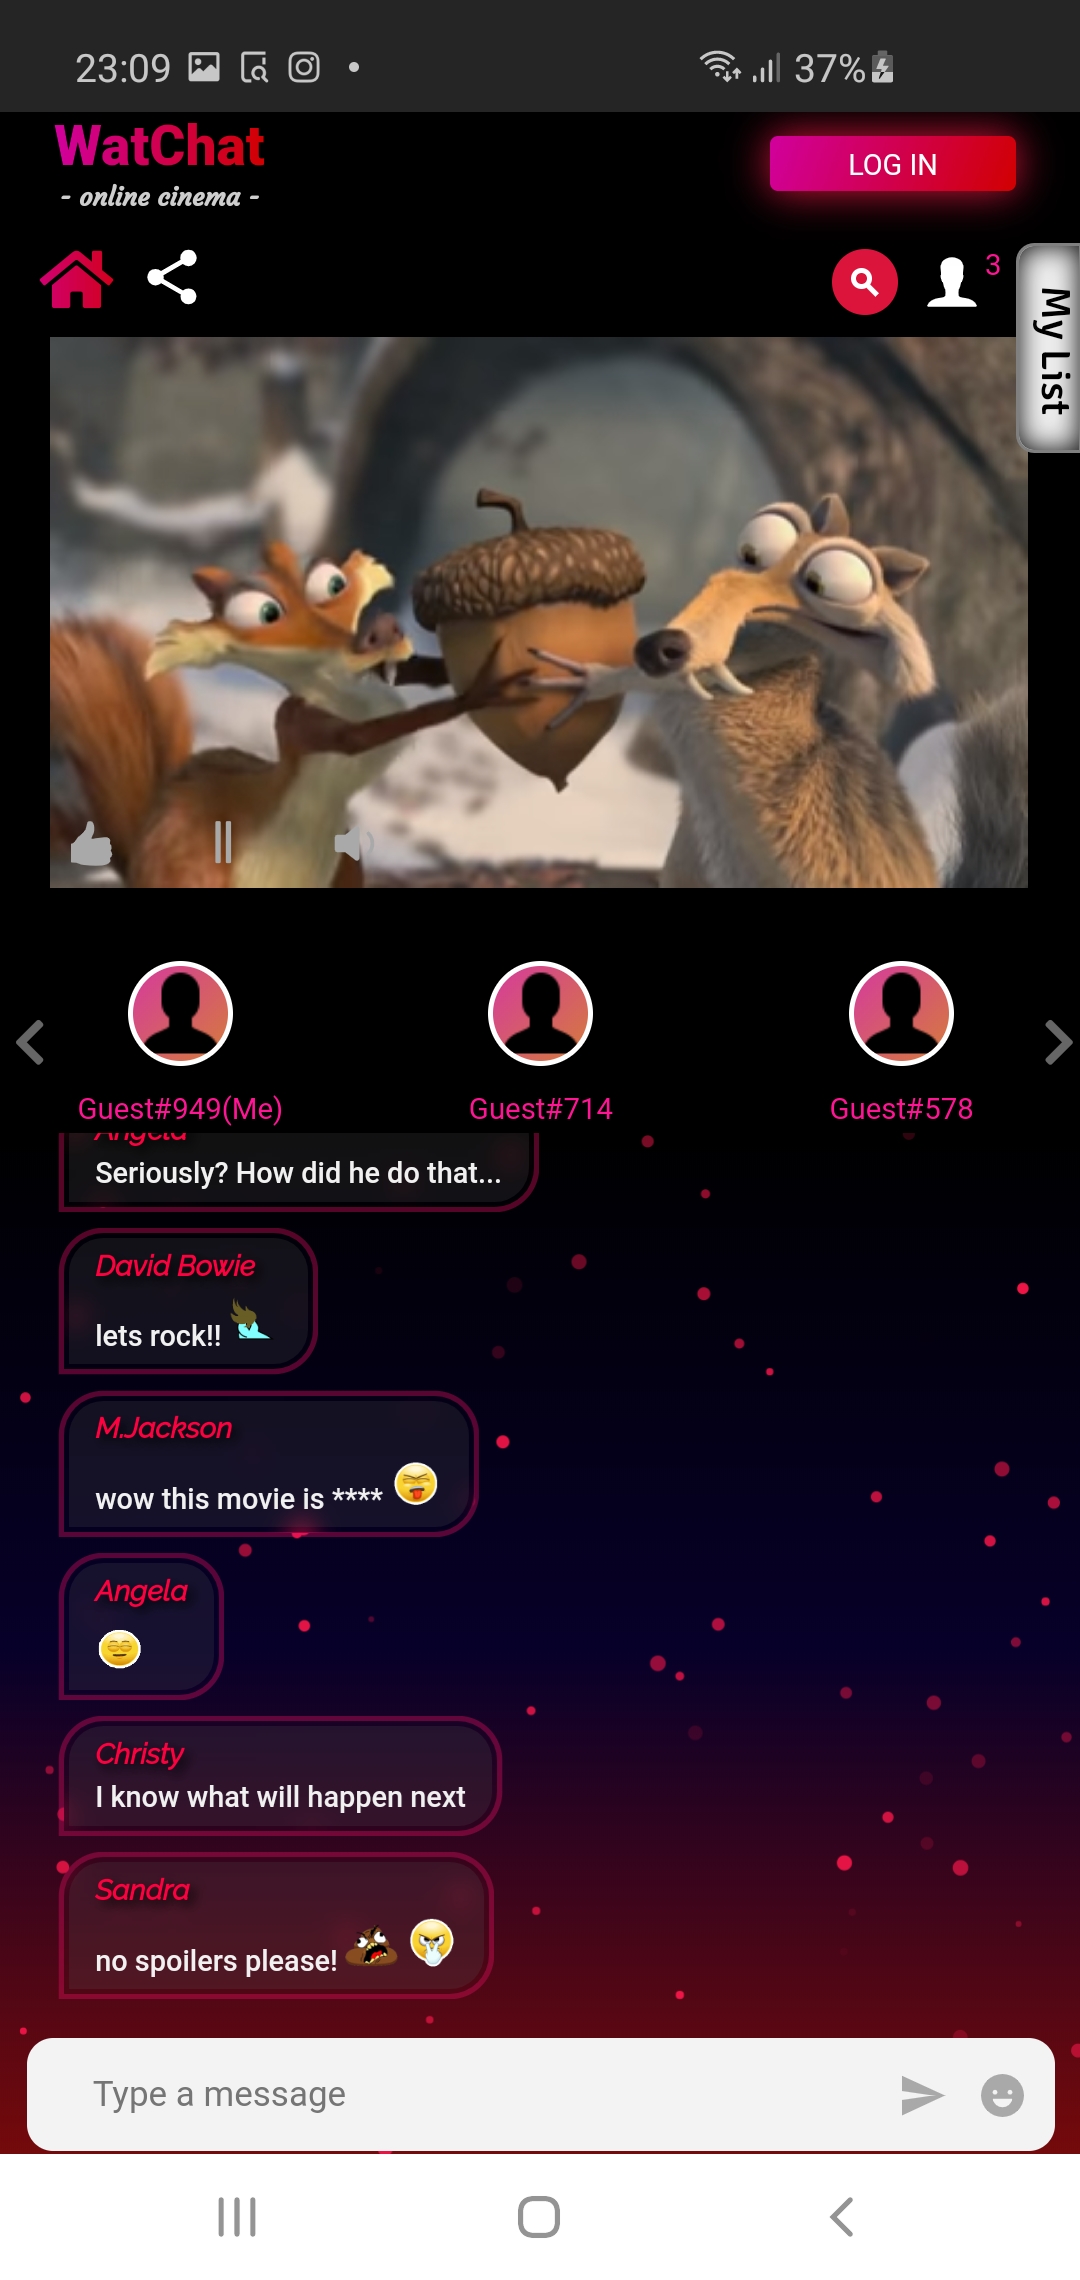 23:09
37%
WatChat
- online cinema -
LOG IN
3
My List
Guest#949(Me)
Guest#714
Guest#578
Angela
Seriously? How did he do that...
David Bowie
lets rock!!
M.Jackson
wow this movie is ****
Angela
Christy
I know what will happen next
Sandra
no spoilers please!
Type a message